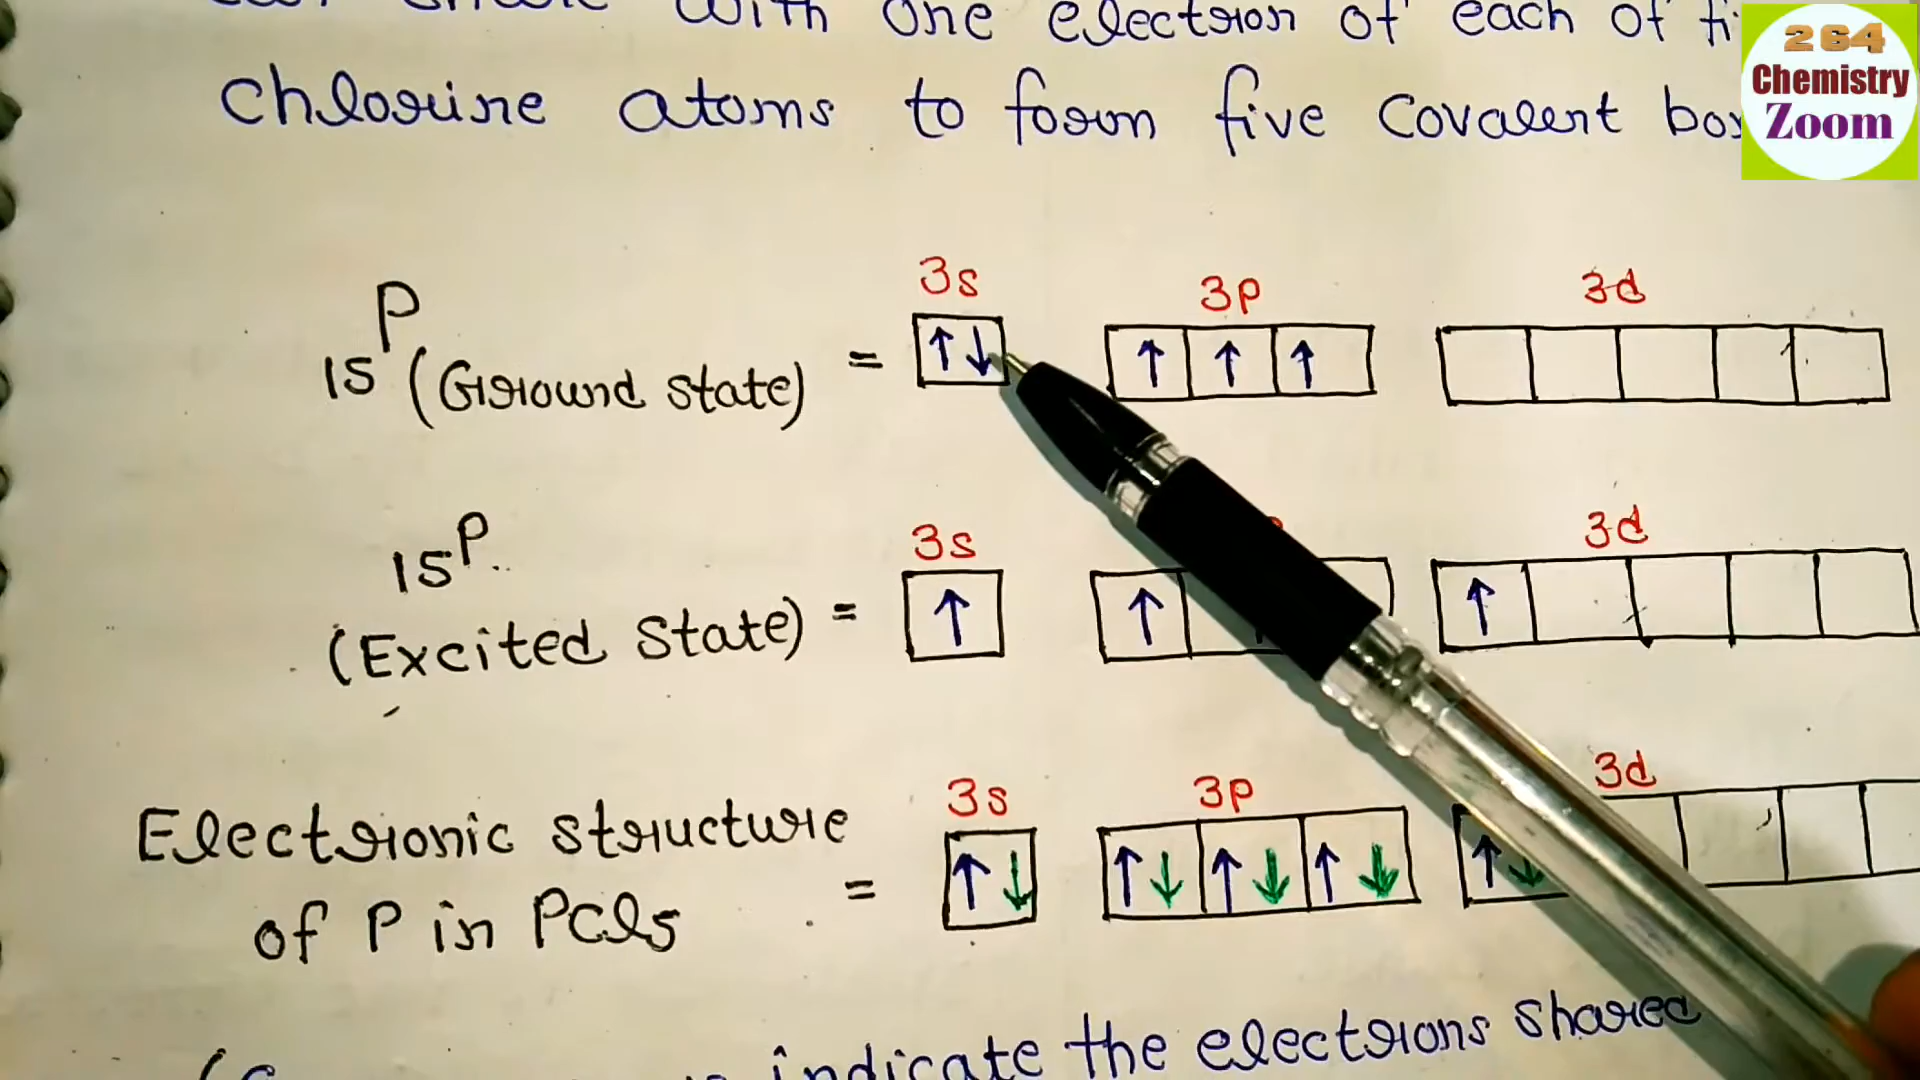 with one electron of each of
chlorine atoms to form five covalent
264
Chemistry
Zoom
3s 3p 3d
15P (Ground state) = ↑↓ ↑ ↑ ↑
3s 3d
15P
(Excited state) = ↑ ↑ ↑
3s 3p 3d
Electronic structure
of P in PCl5 = ↑↓ ↑↓ ↑↓ ↑↓ ↑↓
indicate the electrons shared